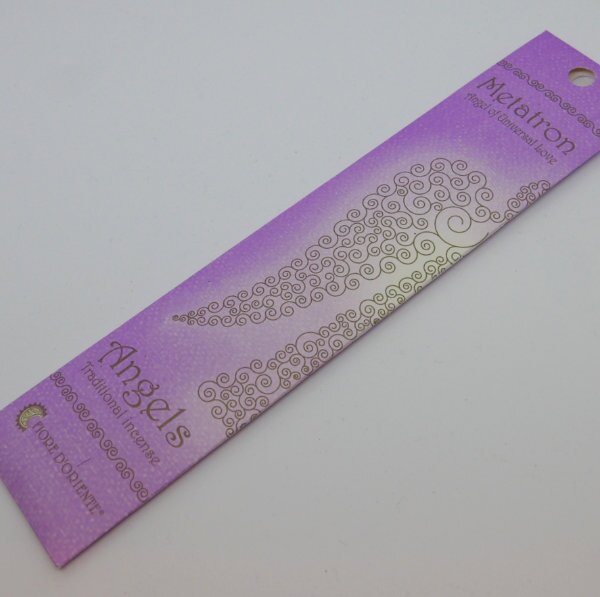 Metatron
Angel of Universal Love
Angels
Traditional incense
FIORE D'ORIENTE®